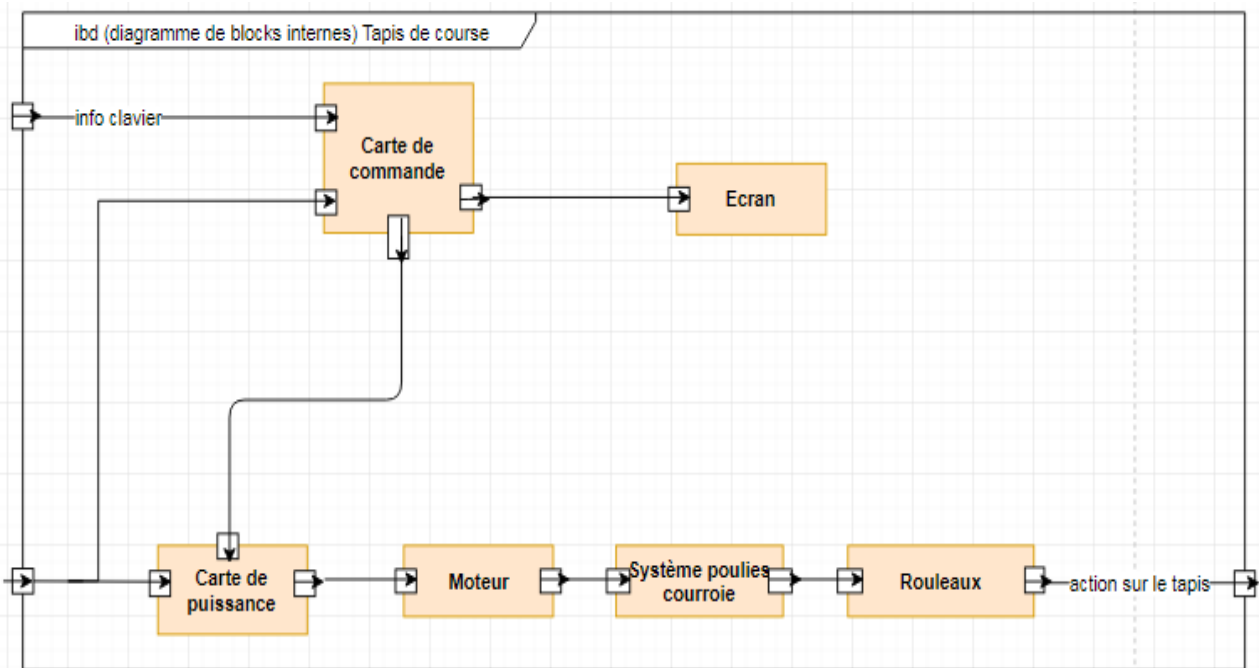 ibd (diagramme de blocks internes) Tapis de course
info clavier
Carte de
commande
Ecran
Carte de
puissance
Moteur
Système poulies
courroie
Rouleaux
action sur le tapis